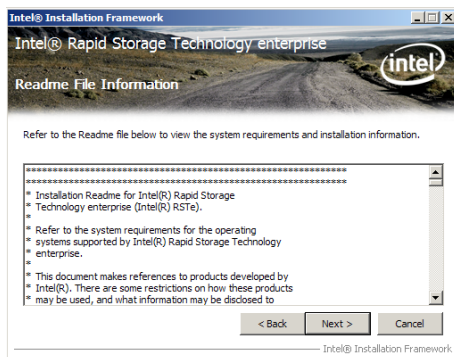 Intel® Installation Framework
Intel® Rapid Storage Technology enterprise
intel
Readme File Information
Refer to the Readme file below to view the system requirements and installation information.
************************************************************
************************************************************
* Installation Readme for Intel(R) Rapid Storage
* Technology enterprise (Intel(R) RSTe).
*
* Refer to the system requirements for the operating
* systems supported by Intel(R) Rapid Storage Technology
* enterprise.
*
* This document makes references to products developed by
* Intel(R). There are some restrictions on how these products
* may be used, and what information may be disclosed to
< Back Next > Cancel
Intel® Installation Framework